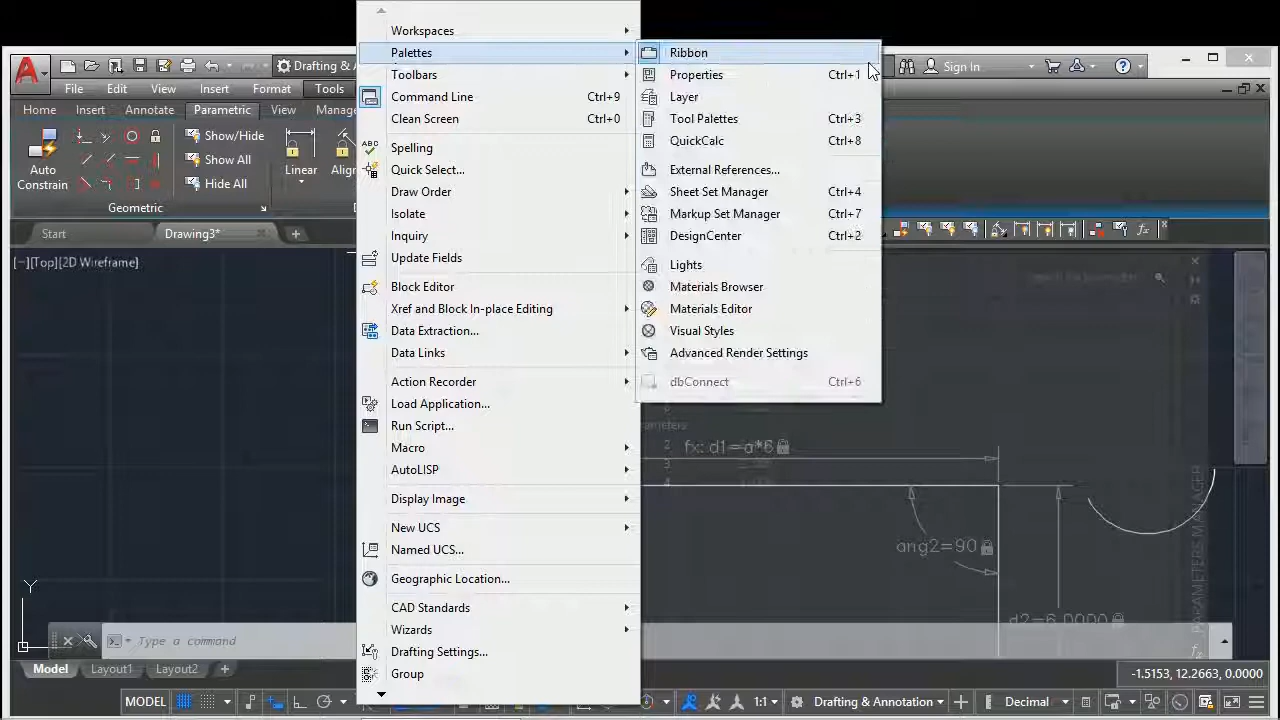 Workspaces
Palettes
Toolbars
Command Line Ctrl+9
Clean Screen Ctrl+0
Spelling
Quick Select...
Draw Order
Isolate
Inquiry
Update Fields
Block Editor
Xref and Block In-place Editing
Data Extraction...
Data Links
Action Recorder
Load Application...
Run Script...
Macro
AutoLISP
Display Image
New UCS
Named UCS...
Geographic Location...
CAD Standards
Wizards
Drafting Settings...
Group
Ribbon
Properties Ctrl+1
Layer
Tool Palettes Ctrl+3
QuickCalc Ctrl+8
External References...
Sheet Set Manager Ctrl+4
Markup Set Manager Ctrl+7
DesignCenter Ctrl+2
Lights
Materials Browser
Materials Editor
Visual Styles
Advanced Render Settings
dbConnect Ctrl+6
Drafting & A
Sign In
File Edit View Insert Format Tools
Home Insert Annotate Parametric View Manage
Auto
Constrain
Show/Hide
Show All
Hide All
Linear
Geometric
Start
Drawing3*
[−][Top][2D Wireframe]
fx: d1=a*6
2
3
4
ang2=90
d2=6.0000
PARAMETERS MANAGER
Y
Type a command
Model Layout1 Layout2
-1.5153, 12.2663, 0.0000
MODEL
1:1
Drafting & Annotation
Decimal